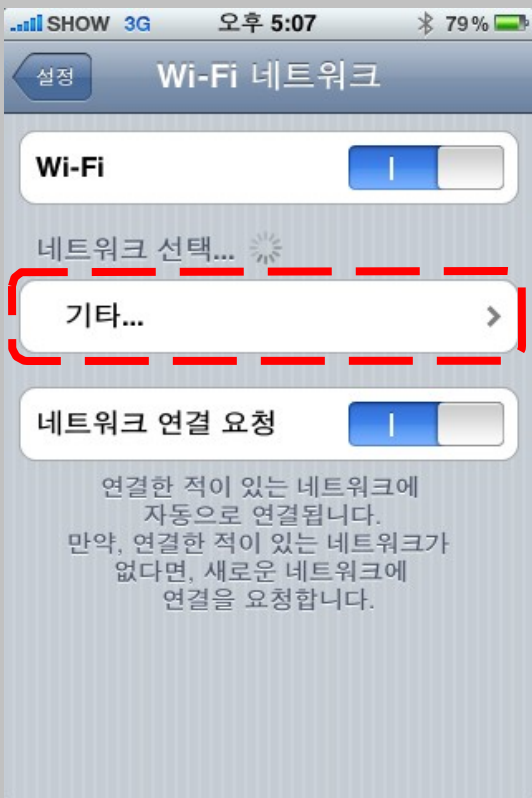 SHOW 3G 오후 5:07 79%
설정 Wi-Fi 네트워크
Wi-Fi
네트워크 선택...
기타...
네트워크 연결 요청
연결한 적이 있는 네트워크에
자동으로 연결됩니다.
만약, 연결한 적이 있는 네트워크가
없다면, 새로운 네트워크에
연결을 요청합니다.